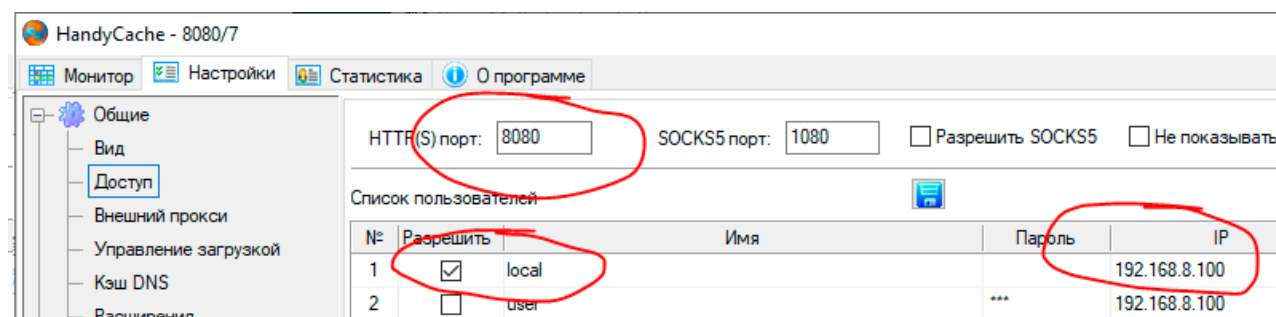 HandyCache - 8080/7
Монитор Настройки Статистика О программе
Общие
HTTP(S) порт: 8080 SOCKS5 порт: 1080 Разрешить SOCKS5 Не показывать
Вид
Доступ
Список пользователей
Внешний прокси
№ Разрешить Имя Пароль IP
Управление загрузкой
1 local 192.168.8.100
Кэш DNS
2 user *** 192.168.8.100
Расширения